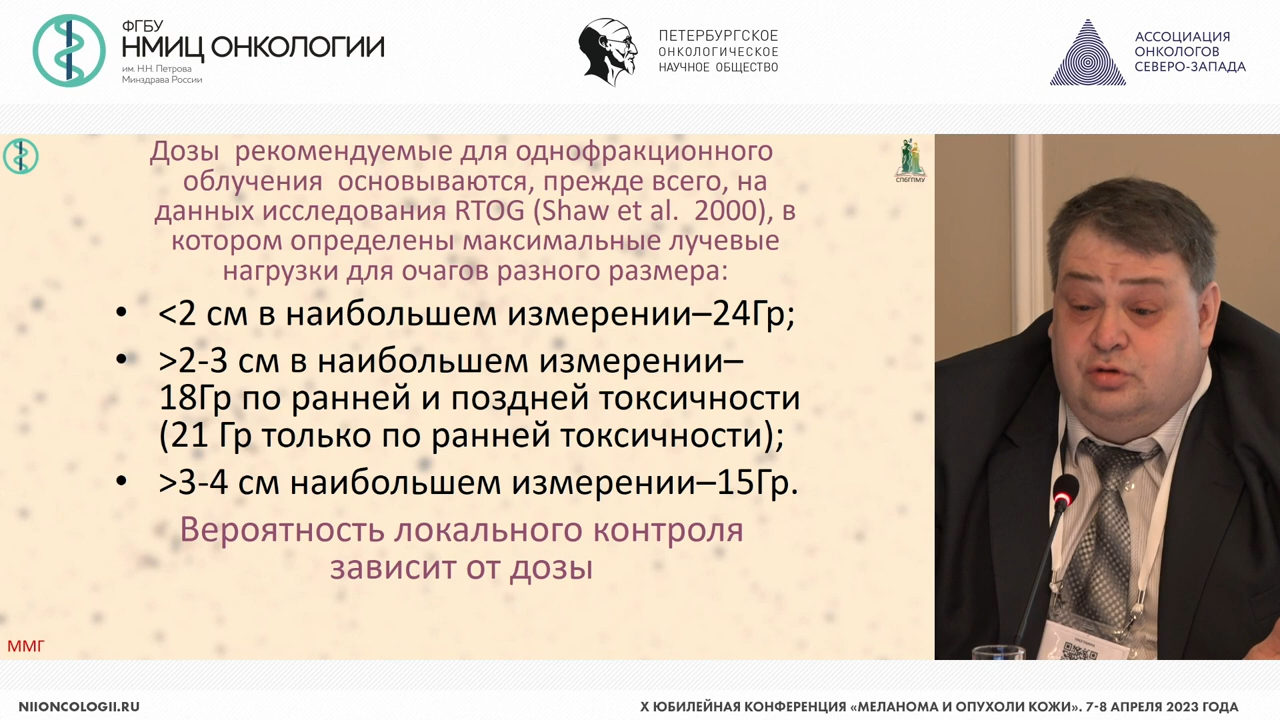 ФГБУ
НМИЦ ОНКОЛОГИИ
им. Н.Н. Петрова
Минздрава России
ПЕТЕРБУРГСКОЕ
ОНКОЛОГИЧЕСКОЕ
НАУЧНОЕ ОБЩЕСТВО
АССОЦИАЦИЯ
ОНКОЛОГОВ
СЕВЕРО-ЗАПАДА
Дозы рекомендуемые для однофракционного
облучения основываются, прежде всего, на
данных исследования RTOG (Shaw et al. 2000), в
котором определены максимальные лучевые
нагрузки для очагов разного размера:
СПбГПМУ
• <2 см в наибольшем измерении–24Гр;
• >2-3 см в наибольшем измерении–
18Гр по ранней и поздней токсичности
(21 Гр только по ранней токсичности);
• >3-4 см наибольшем измерении–15Гр.
Вероятность локального контроля
зависит от дозы
ММГ
NIIONCOLOGII.RU
X ЮБИЛЕЙНАЯ КОНФЕРЕНЦИЯ «МЕЛАНОМА И ОПУХОЛИ КОЖИ». 7-8 АПРЕЛЯ 2023 ГОДА